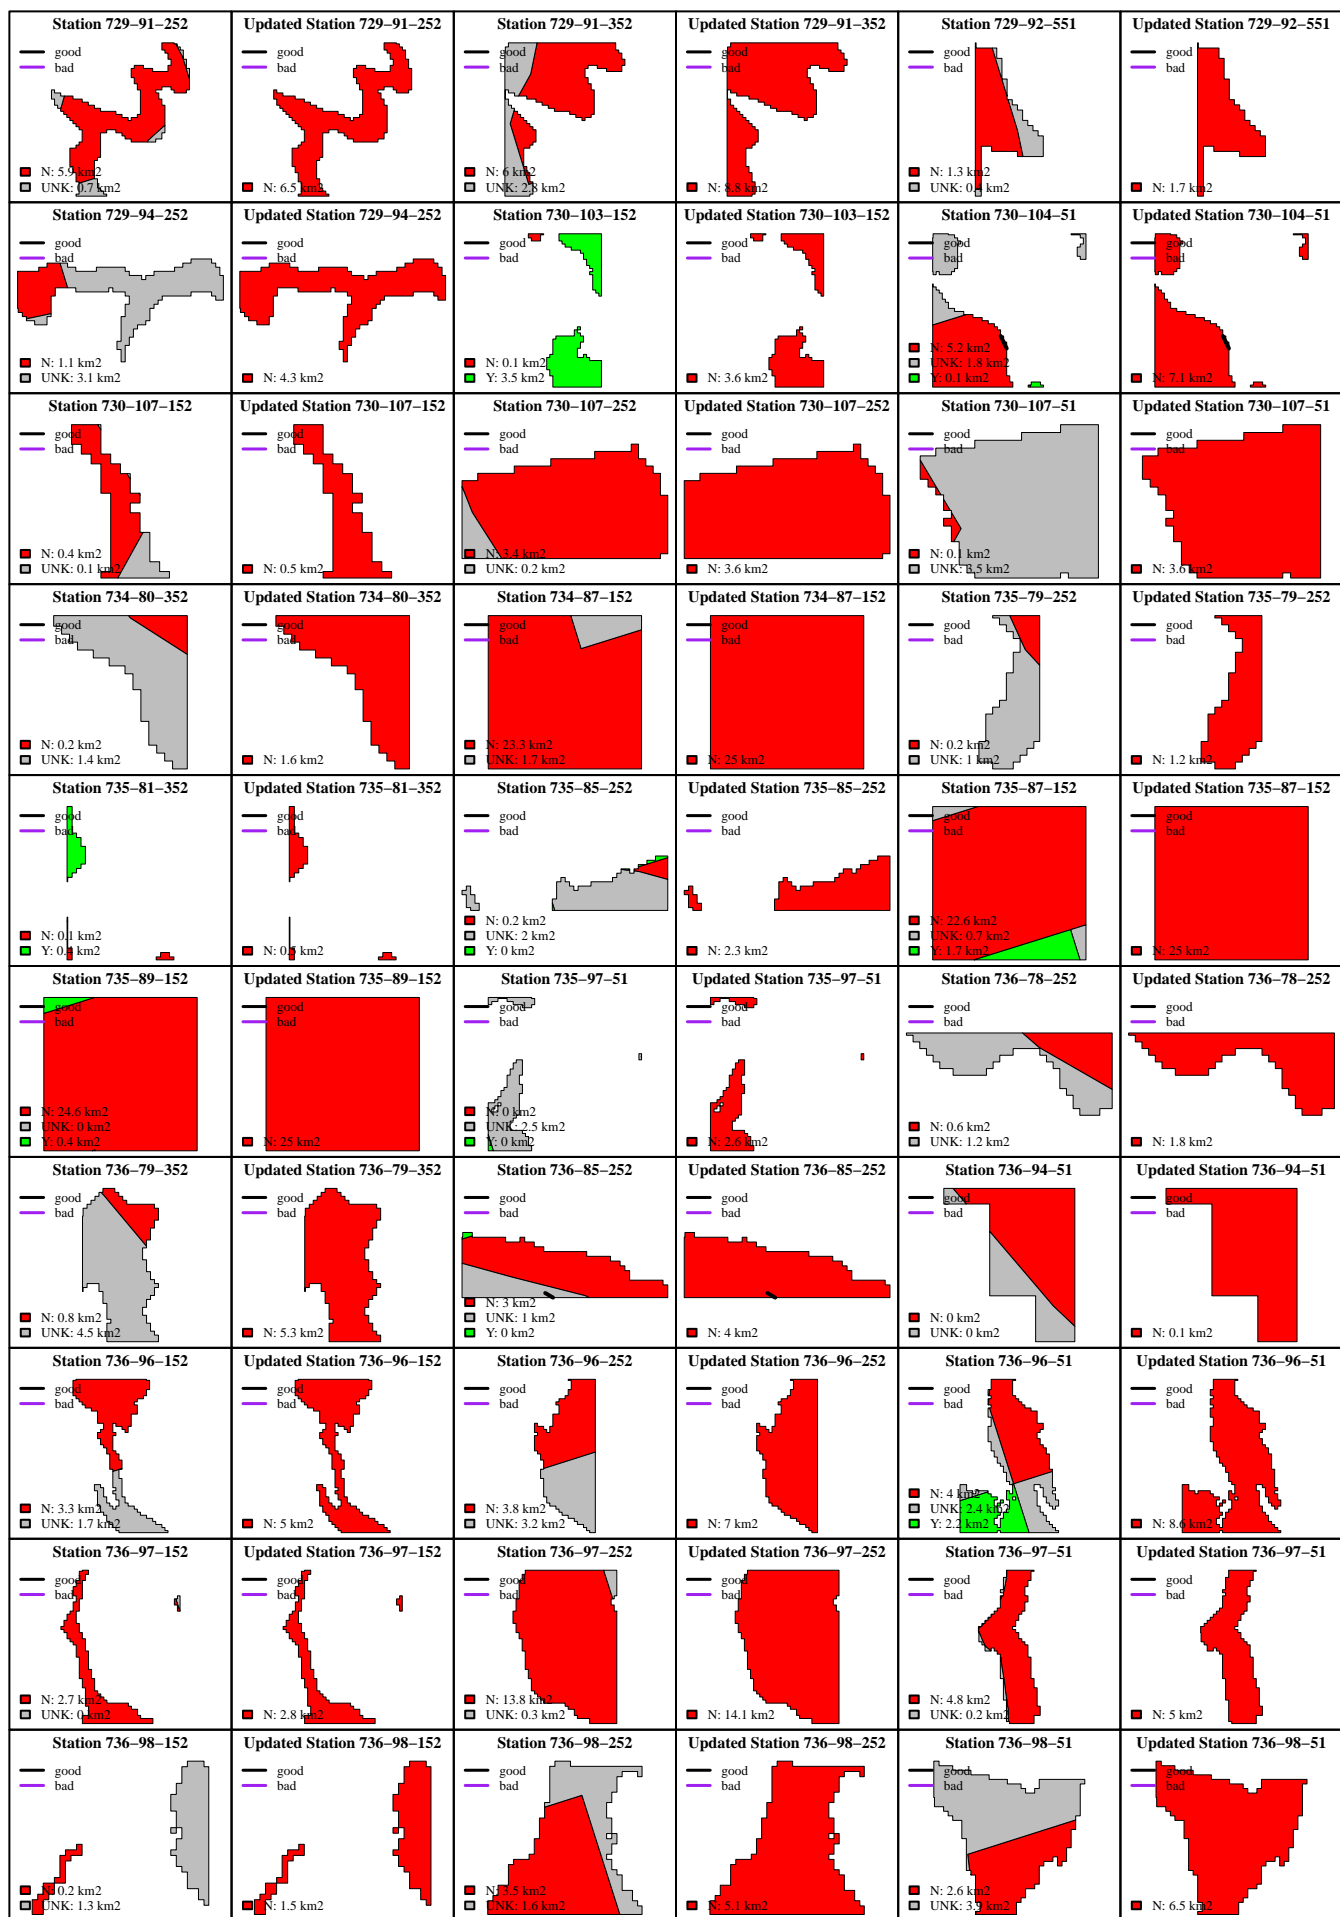 Station 729−91−252
good
bad
N: 5.9 km2
UNK: 0.7 km2
Updated Station 729−91−252
good
bad
N: 6.5 km2
Station 729−91−352
good
bad
N: 6 km2
UNK: 2.8 km2
Updated Station 729−91−352
good
bad
N: 8.8 km2
Station 729−92−551
good
bad
N: 1.3 km2
UNK: 0.4 km2
Updated Station 729−92−551
good
bad
N: 1.7 km2
Station 729−94−252
good
bad
N: 1.1 km2
UNK: 3.1 km2
Updated Station 729−94−252
good
bad
N: 4.3 km2
Station 730−103−152
good
bad
N: 0.1 km2
Y: 3.5 km2
Updated Station 730−103−152
good
bad
N: 3.6 km2
Station 730−104−51
good
bad
N: 5.2 km2
UNK: 1.8 km2
Y: 0.1 km2
Updated Station 730−104−51
good
bad
N: 7.1 km2
Station 730−107−152
good
bad
N: 0.4 km2
UNK: 0.1 km2
Updated Station 730−107−152
good
bad
N: 0.5 km2
Station 730−107−252
good
bad
N: 3.4 km2
UNK: 0.2 km2
Updated Station 730−107−252
good
bad
N: 3.6 km2
Station 730−107−51
good
bad
N: 0.1 km2
UNK: 3.5 km2
Updated Station 730−107−51
good
bad
N: 3.6 km2
Station 734−80−352
good
bad
N: 0.2 km2
UNK: 1.4 km2
Updated Station 734−80−352
good
bad
N: 1.6 km2
Station 734−87−152
good
bad
N: 23.3 km2
UNK: 1.7 km2
Updated Station 734−87−152
good
bad
N: 25 km2
Station 735−79−252
good
bad
N: 0.2 km2
UNK: 1 km2
Updated Station 735−79−252
good
bad
N: 1.2 km2
Station 735−81−352
good
bad
N: 0.1 km2
Y: 0.4 km2
Updated Station 735−81−352
good
bad
N: 0.5 km2
Station 735−85−252
good
bad
N: 0.2 km2
UNK: 2 km2
Y: 0 km2
Updated Station 735−85−252
good
bad
N: 2.3 km2
Station 735−87−152
good
bad
N: 22.6 km2
UNK: 0.7 km2
Y: 1.7 km2
Updated Station 735−87−152
good
bad
N: 25 km2
Station 735−89−152
good
bad
N: 24.6 km2
UNK: 0 km2
Y: 0.4 km2
Updated Station 735−89−152
good
bad
N: 25 km2
Station 735−97−51
good
bad
N: 0 km2
UNK: 2.5 km2
Y: 0 km2
Updated Station 735−97−51
good
bad
N: 2.6 km2
Station 736−78−252
good
bad
N: 0.6 km2
UNK: 1.2 km2
Updated Station 736−78−252
good
bad
N: 1.8 km2
Station 736−79−352
good
bad
N: 0.8 km2
UNK: 4.5 km2
Updated Station 736−79−352
good
bad
N: 5.3 km2
Station 736−85−252
good
bad
N: 3 km2
UNK: 1 km2
Y: 0 km2
Updated Station 736−85−252
good
bad
N: 4 km2
Station 736−94−51
good
bad
N: 0 km2
UNK: 0 km2
Updated Station 736−94−51
good
bad
N: 0.1 km2
Station 736−96−152
good
bad
N: 3.3 km2
UNK: 1.7 km2
Updated Station 736−96−152
good
bad
N: 5 km2
Station 736−96−252
good
bad
N: 3.8 km2
UNK: 3.2 km2
Updated Station 736−96−252
good
bad
N: 7 km2
Station 736−96−51
good
bad
N: 4 km2
UNK: 2.4 km2
Y: 2.2 km2
Updated Station 736−96−51
good
bad
N: 8.6 km2
Station 736−97−152
good
bad
N: 2.7 km2
UNK: 0 km2
Updated Station 736−97−152
good
bad
N: 2.8 km2
Station 736−97−252
good
bad
N: 13.8 km2
UNK: 0.3 km2
Updated Station 736−97−252
good
bad
N: 14.1 km2
Station 736−97−51
good
bad
N: 4.8 km2
UNK: 0.2 km2
Updated Station 736−97−51
good
bad
N: 5 km2
Station 736−98−152
good
bad
N: 0.2 km2
UNK: 1.3 km2
Updated Station 736−98−152
good
bad
N: 1.5 km2
Station 736−98−252
good
bad
N: 3.5 km2
UNK: 1.6 km2
Updated Station 736−98−252
good
bad
N: 5.1 km2
Station 736−98−51
good
bad
N: 2.6 km2
UNK: 3.9 km2
Updated Station 736−98−51
good
bad
N: 6.5 km2